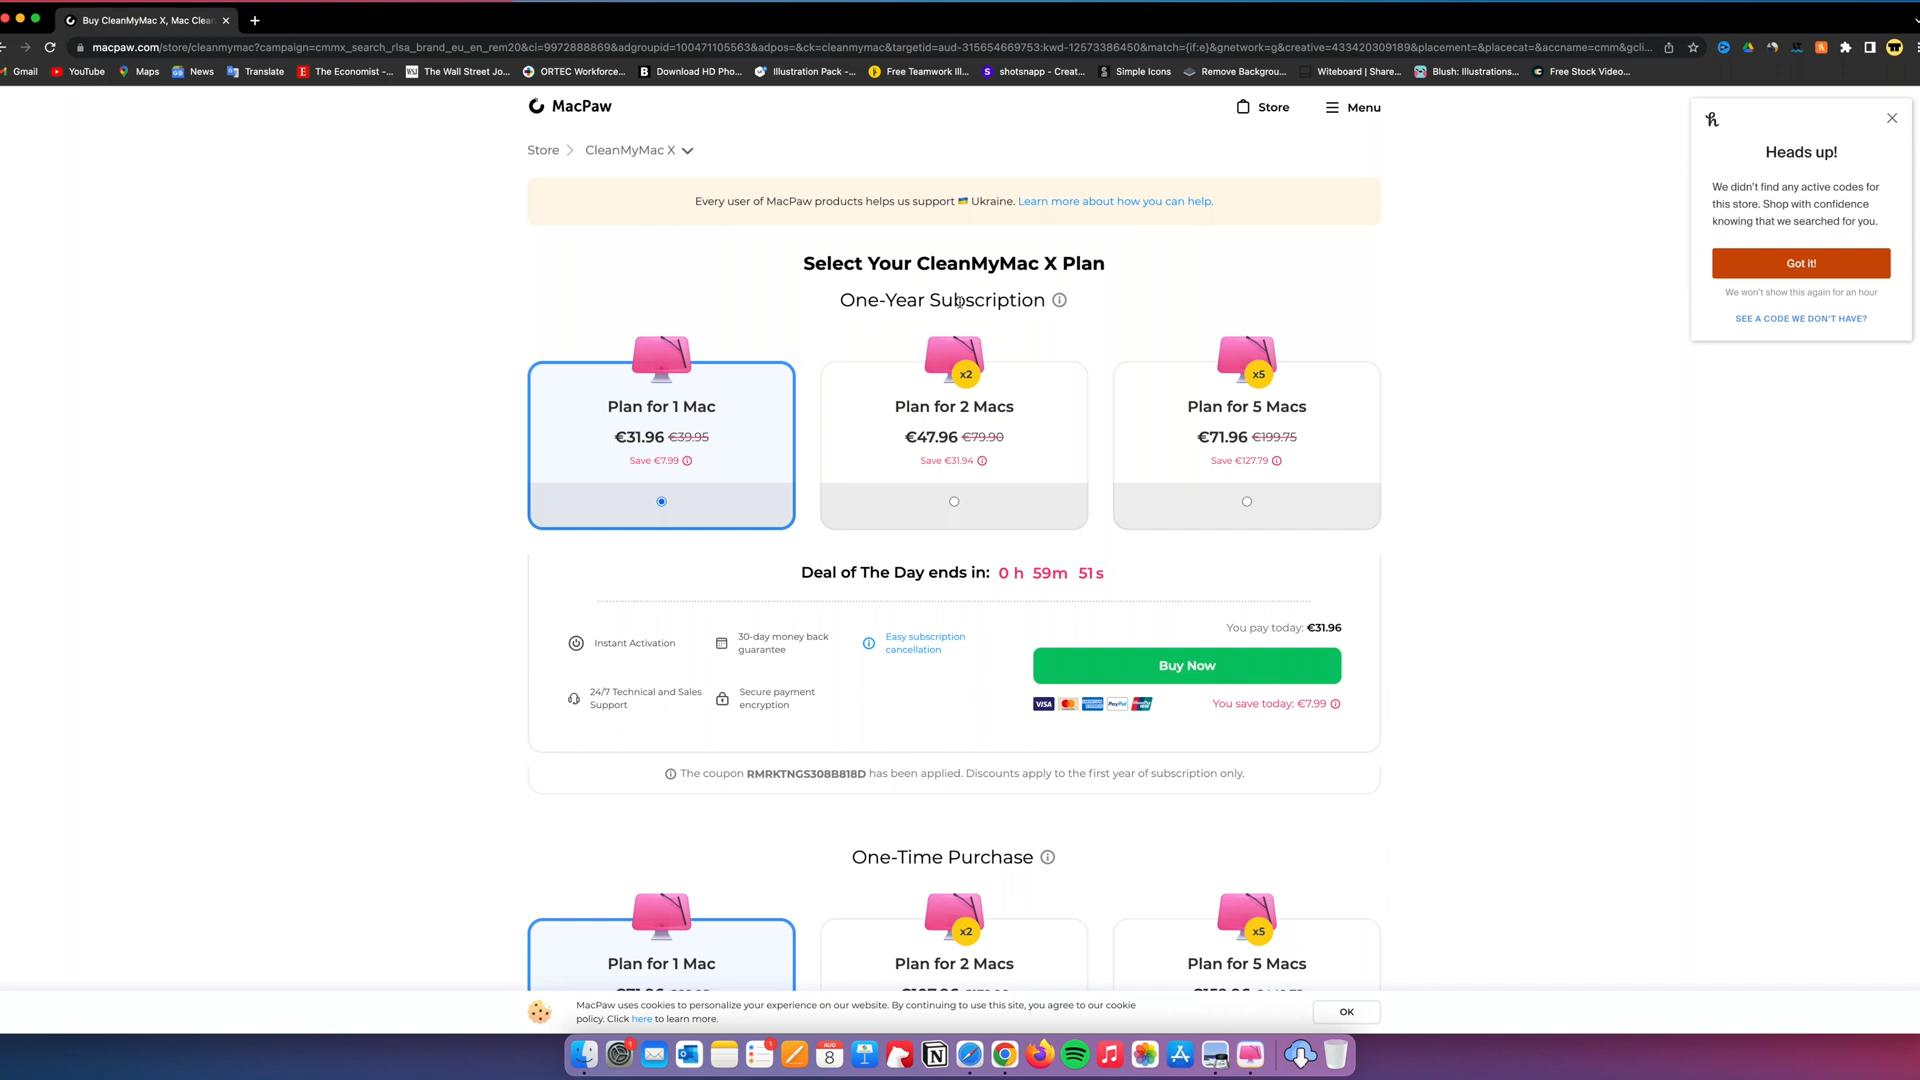 Buy CleanMyMac X, Mac Clean
macpaw.com/store/cleanmymac?campaign=cmmx_search_rlsa_brand_eu_en_rem20&ci=9972888869&adgroupid=100471105563&adpos=&ck=cleanmymac&targetid=aud-315654669753:kwd-12573386450&match={if:e}&gnetwork=g&creative=433420309189&placement=&placecat=&accname=cmm&gcli...
Gmail YouTube Maps News Translate The Economist -... The Wall Street Jo... ORTEC Workforce... Download HD Pho... Illustration Pack -... Free Teamwork Ill... shotsnapp - Creat... Simple Icons Remove Backgrou... Witeboard | Share... Blush: Illustrations... Free Stock Video...
MacPaw Store Menu
Store CleanMyMac X
Every user of MacPaw products helps us support 🇺🇦 Ukraine. Learn more about how you can help.
Select Your CleanMyMac X Plan
One-Year Subscription
x2 x5
Plan for 1 Mac Plan for 2 Macs Plan for 5 Macs
€31.96 €39.95 €47.96 €79.90 €71.96 €199.75
Save €7.99 Save €31.94 Save €127.79
Deal of The Day ends in: 0 h 59m 51s
You pay today: €31.96
Instant Activation
30-day money back
guarantee
Easy subscription
cancellation
Buy Now
24/7 Technical and Sales
Support
Secure payment
encryption
VISA AMERICAN EXPRESS PayPal
You save today: €7.99
The coupon RMRKTNGS308B818D has been applied. Discounts apply to the first year of subscription only.
One-Time Purchase
x2 x5
Plan for 1 Mac Plan for 2 Macs Plan for 5 Macs
MacPaw uses cookies to personalize your experience on our website. By continuing to use this site, you agree to our cookie
policy. Click here to learn more.
OK
Heads up!
We didn't find any active codes for
this store. Shop with confidence
knowing that we searched for you.
Got it!
We won't show this again for an hour
SEE A CODE WE DON'T HAVE?
1 1 AUG 8